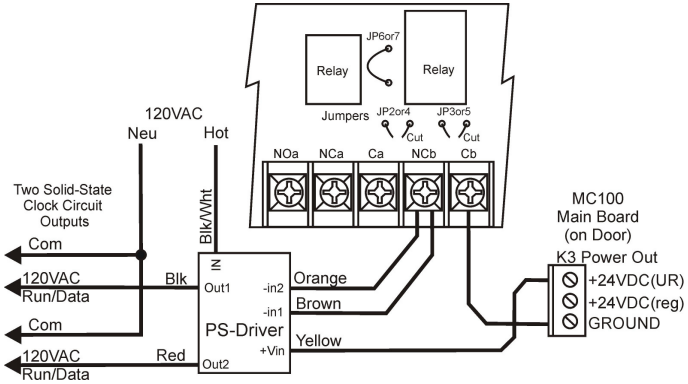 JP6or7
Relay
Relay
Jumpers
JP2or4
JP3or5
Cut
Cut
120VAC
Neu
Hot
NOa
NCa
Ca
NCb
Cb
Two Solid-State
Clock Circuit
Outputs
Blk/Wht
MC100
Main Board
(on Door)
K3 Power Out
Com
IN
+24VDC(UR)
120VAC
Run/Data
Blk
Out1
-in2
Orange
+24VDC(reg)
-in1
Brown
GROUND
Com
PS-Driver
+Vin
Yellow
120VAC
Run/Data
Red
Out2